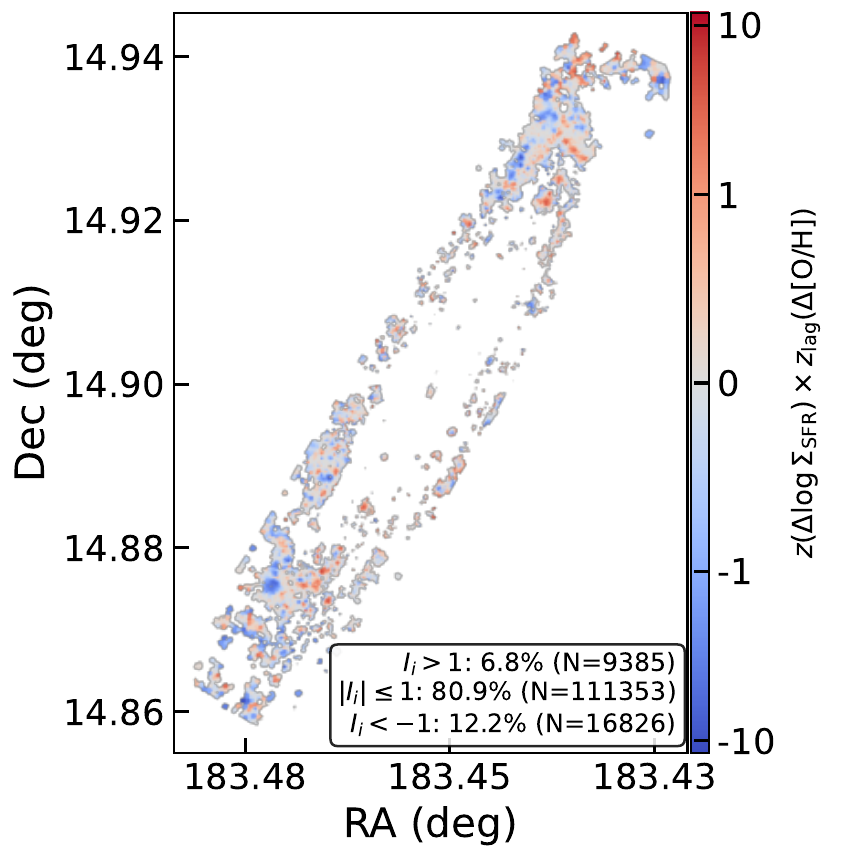 14.94
14.92
14.90
14.88
14.86
Dec (deg)
183.48 183.45 183.43
RA (deg)
I_i > 1: 6.8% (N=9385)
|I_i| ≤ 1: 80.9% (N=111353)
I_i < −1: 12.2% (N=16826)
10
1
0
-1
-10
z(Δlog Σ_SFR) × z_lag(Δ[O/H])